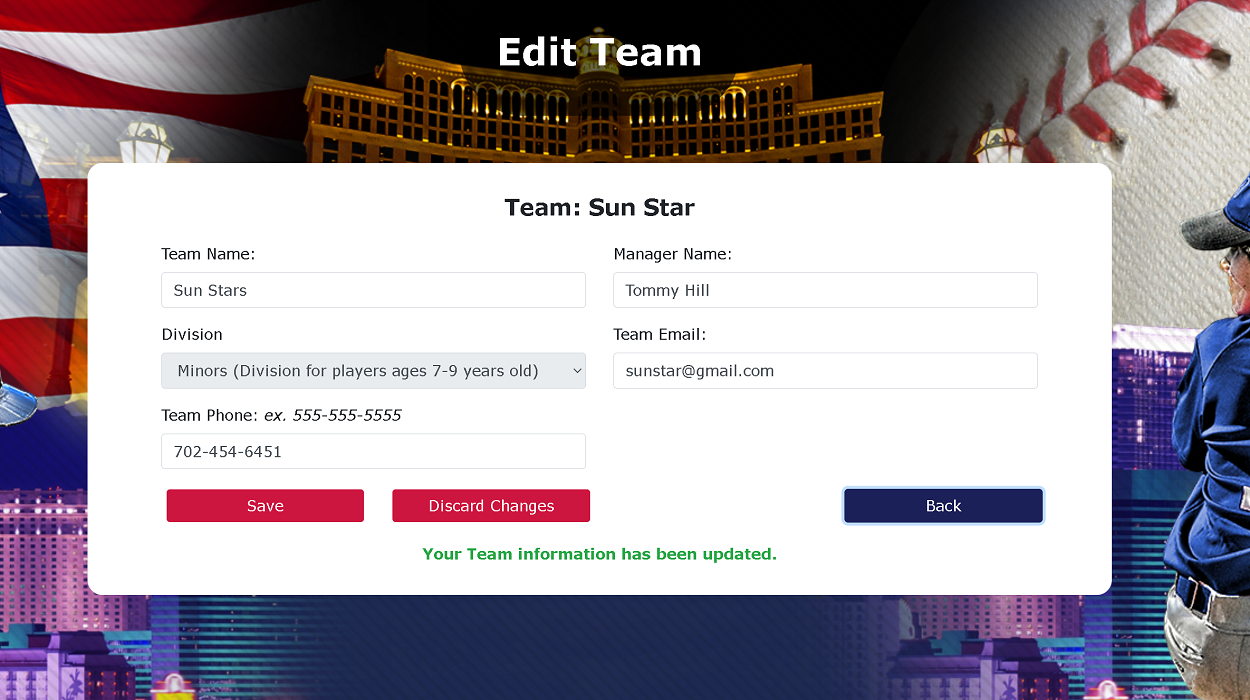 Edit Team
Team: Sun Star
Team Name:
Manager Name:
Sun Stars
Tommy Hill
Division
Team Email:
Minors (Division for players ages 7-9 years old)
sunstar@gmail.com
Team Phone: ex. 555-555-5555
702-454-6451
Save
Discard Changes
Back
Your Team information has been updated.